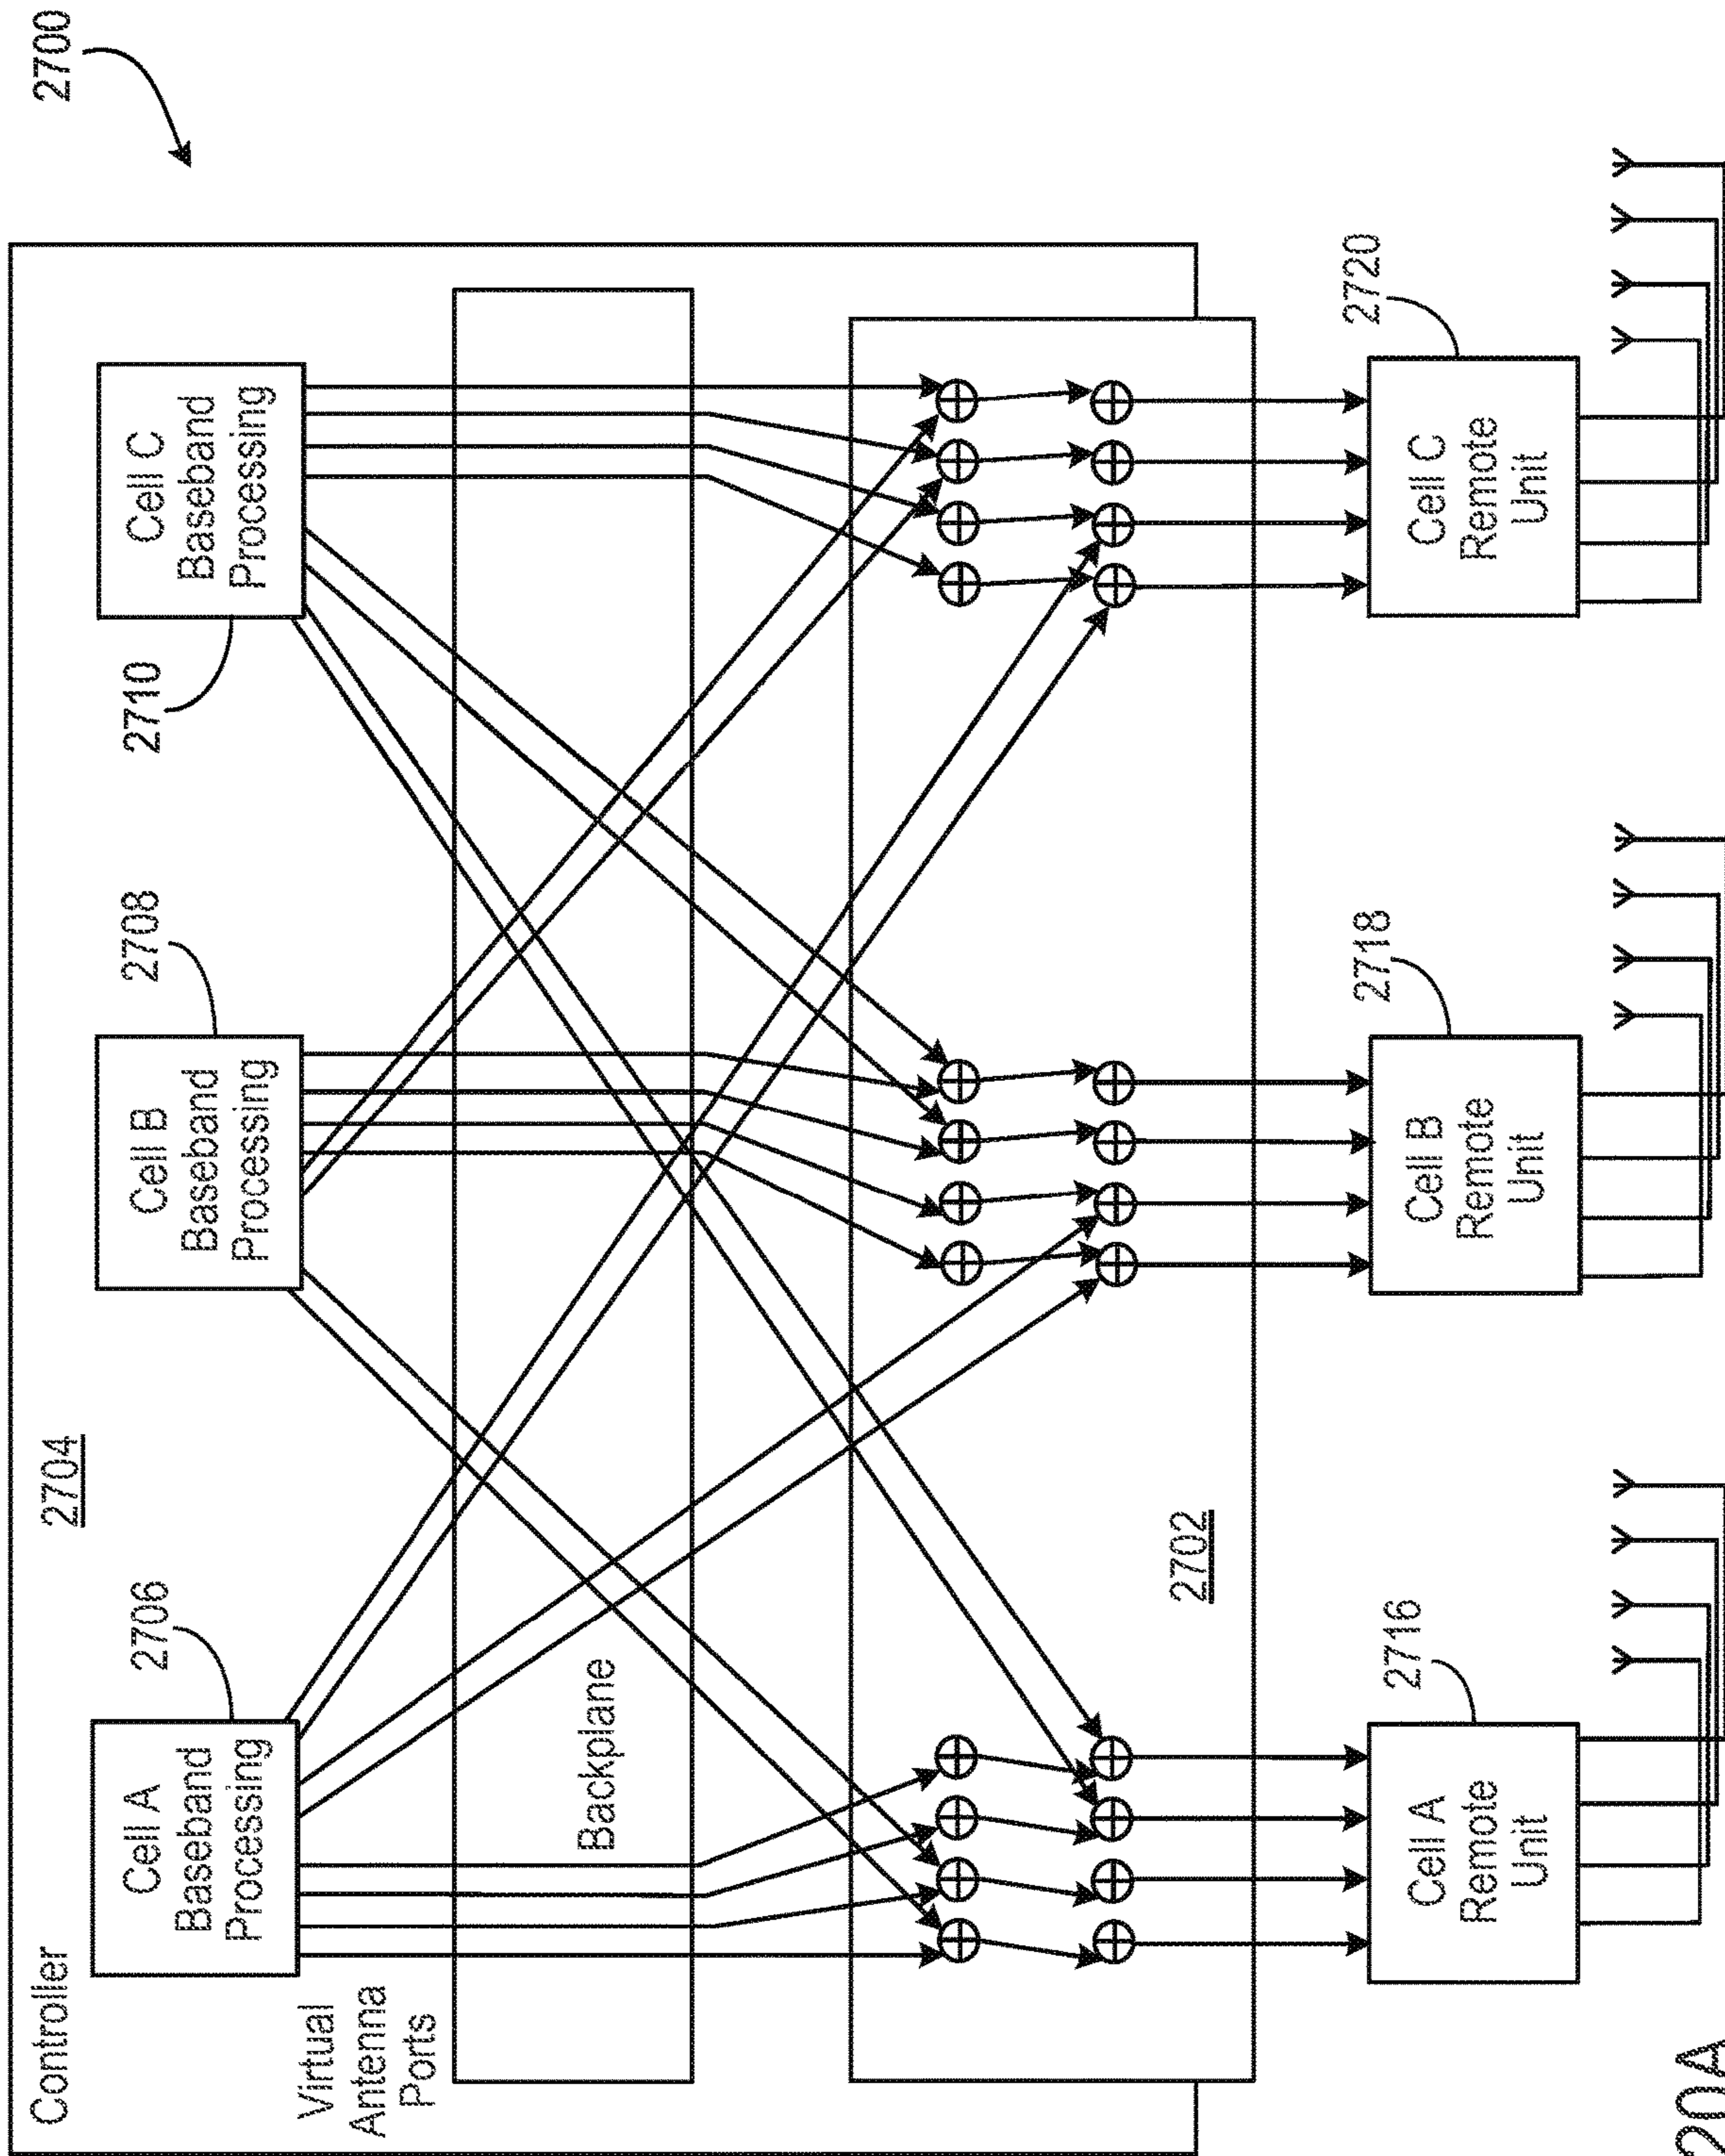 2700
Controller
2704
Cell A
Baseband
Processing
2706
Cell B
Baseband
Processing
2708
Cell C
Baseband
Processing
2710
Virtual
Antenna
Ports
Backplane
2702
Cell A
Remote
Unit
2716
Cell B
Remote
Unit
2718
Cell C
Remote
Unit
2720
20A